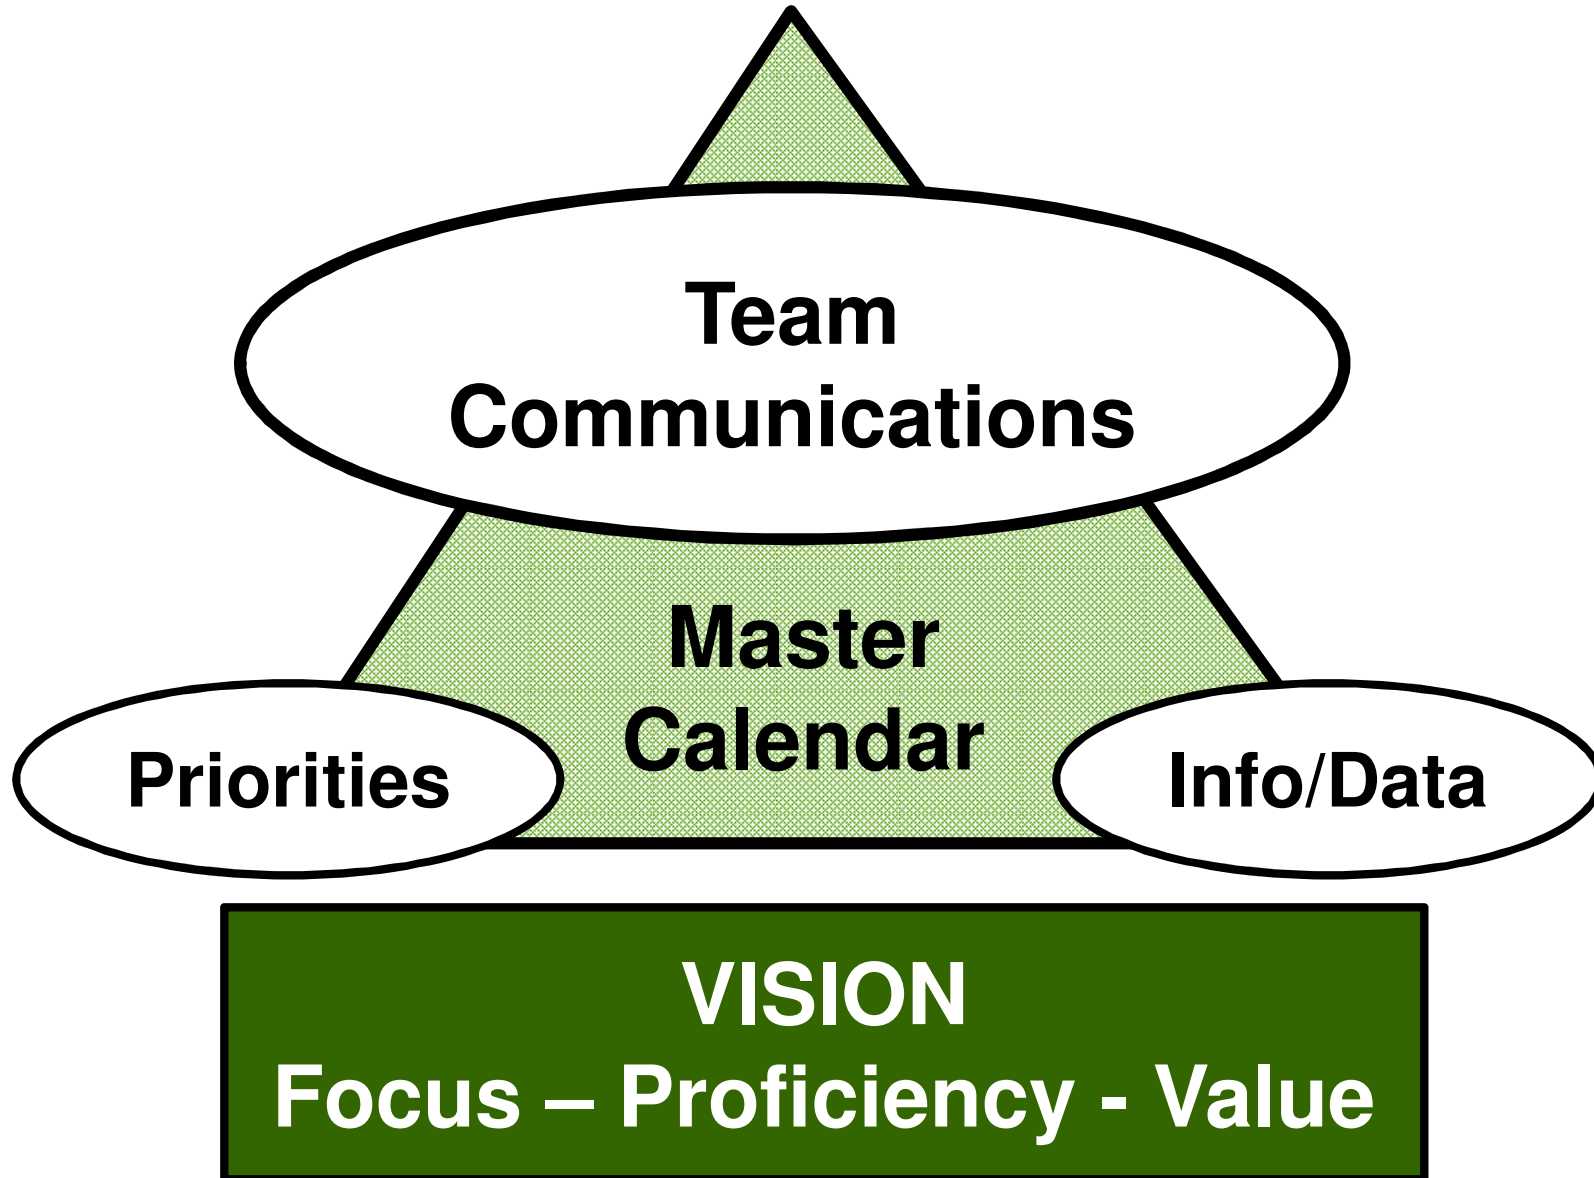 Team
Communications
Master
Calendar
Priorities
Info/Data
VISION
Focus – Proficiency - Value